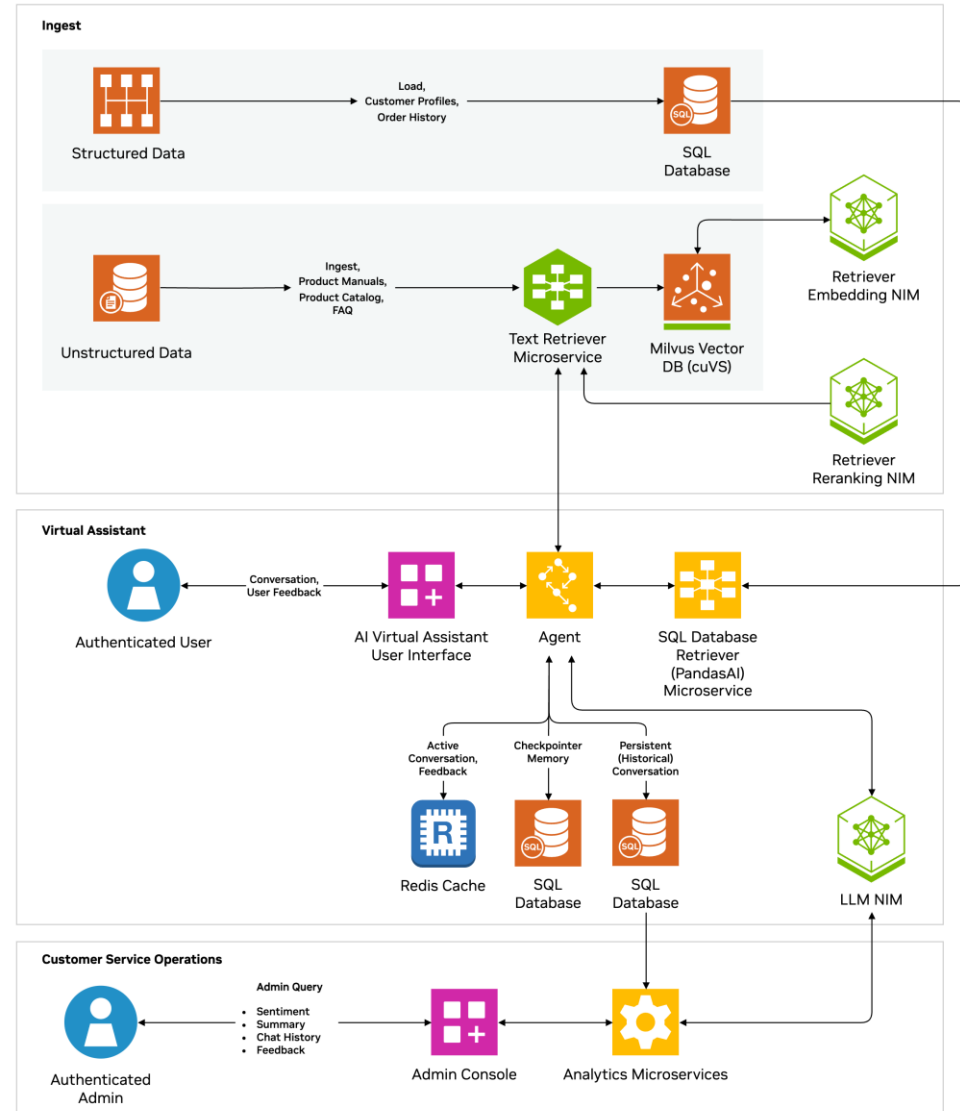 Ingest
Structured Data
Load,
Customer Profiles,
Order History
SQL
SQL
Database
Unstructured Data
Ingest,
Product Manuals,
Product Catalog,
FAQ
Text Retriever
Microservice
Milvus Vector
DB (cuVS)
Retriever
Embedding NIM
Retriever
Reranking NIM
Virtual Assistant
Authenticated User
Conversation,
User Feedback
AI Virtual Assistant
User Interface
Agent
SQL Database
Retriever
(PandasAI)
Microservice
Active
Conversation,
Feedback
Checkpointer
Memory
Persistent
(Historical)
Conversation
R
Redis Cache
SQL
SQL
Database
SQL
SQL
Database
LLM NIM
Customer Service Operations
Authenticated
Admin
Admin Query
• Sentiment
• Summary
• Chat History
• Feedback
Admin Console
Analytics Microservices